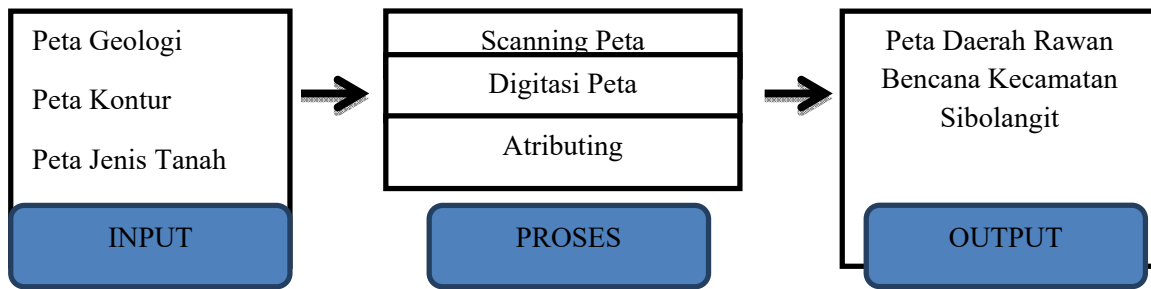 Peta Geologi
Peta Kontur
Peta Jenis Tanah
INPUT
Scanning Peta
Digitasi Peta
Atributing
PROSES
Peta Daerah Rawan
Bencana Kecamatan
Sibolangit
OUTPUT